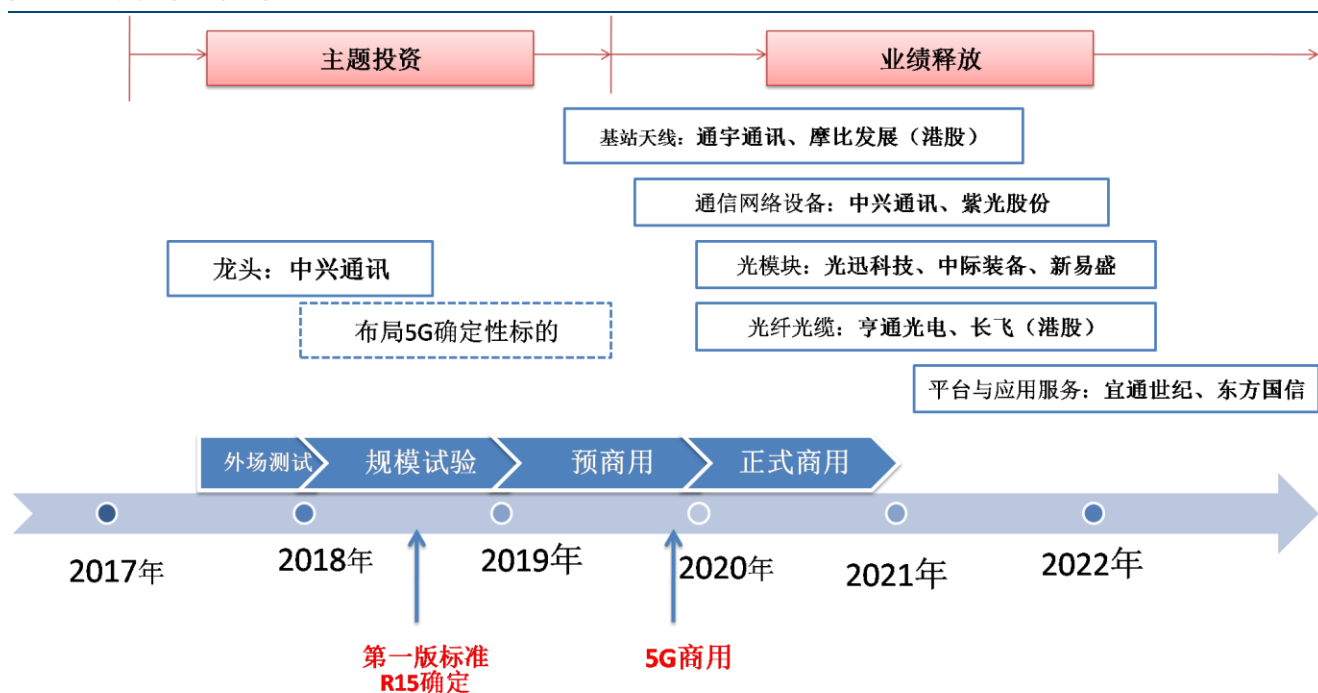 主题投资
业绩释放
基站天线：通宇通讯、摩比发展（港股）
通信网络设备：中兴通讯、紫光股份
龙头：中兴通讯
光模块：光迅科技、中际装备、新易盛
布局5G确定性标的
光纤光缆：亨通光电、长飞（港股）
平台与应用服务：宜通世纪、东方国信
外场测试
规模试验
预商用
正式商用
2017年
2018年
2019年
2020年
2021年
2022年
第一版标准
R15确定
5G商用